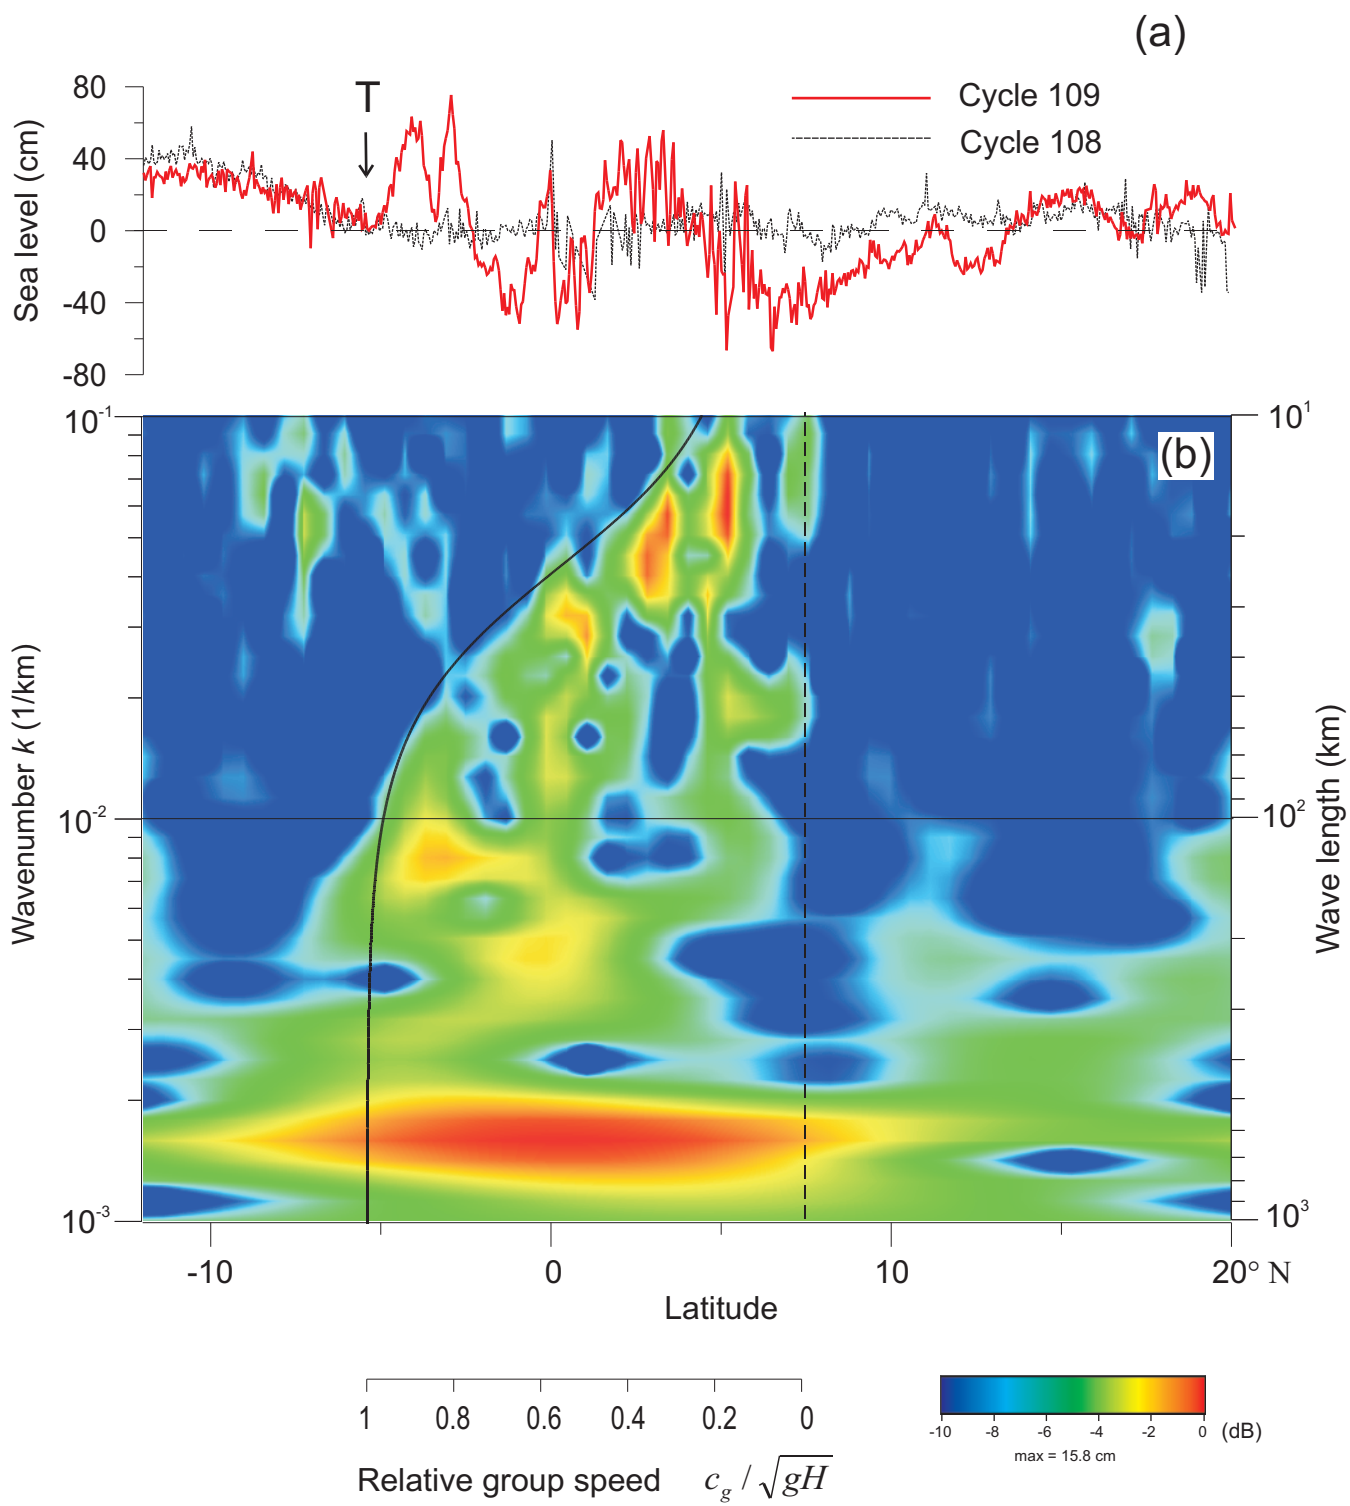 (a)
T
Cycle 109
Cycle 108
Sea level (cm)
80
40
0
-40
-80
(b)
10-1
10-2
10-3
Wavenumber k (1/km)
101
102
103
Wave length (km)
-10
0
10
20° N
Latitude
1
0.8
0.6
0.4
0.2
0
Relative group speed cg / √gH
-10
-8
-6
-4
-2
0
(dB)
max = 15.8 cm